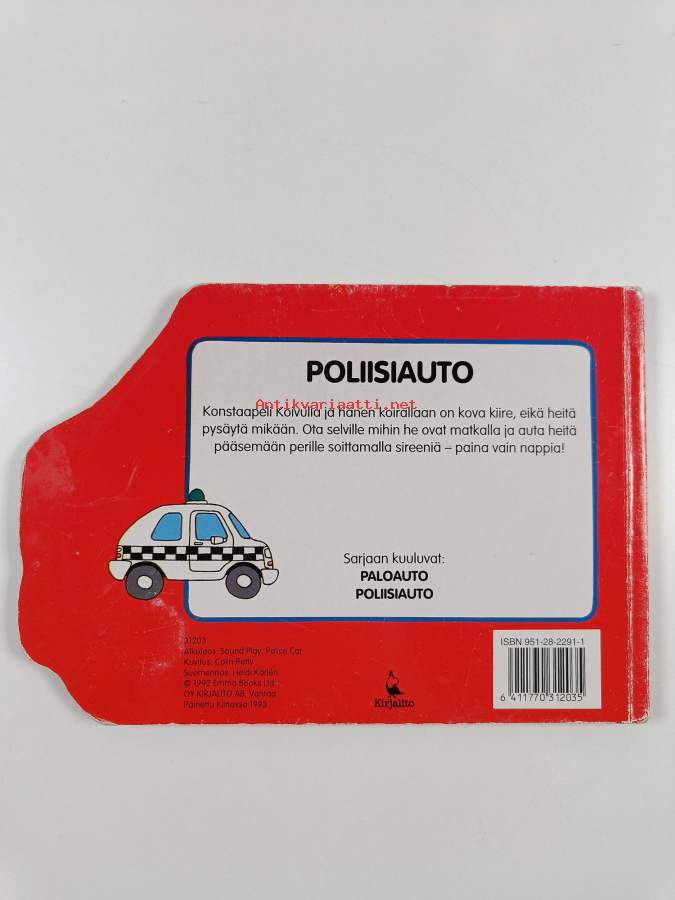 POLIISIAUTO
Antikvariaatti.net
Konstaapeli Koivulla ja hänen koirallaan on kova kiire, eikä heitä
pysäytä mikään. Ota selville mihin he ovat matkalla ja auta heitä
pääsemään perille soittamalla sireeniä – paina vain nappia!
Sarjaan kuuluvat:
PALOAUTO
POLIISIAUTO
31203
Alkuteos: Sound Play, Police Car
Kuvitus: Colin Petty
Suomennos: Heidi Karlén
© 1992 Emma Books Ltd.
OY KIRJALITO AB, Vantaa
Painettu Kiinassa 1993
Kirjalito
ISBN 951-28-2291-1
6 411770 312035